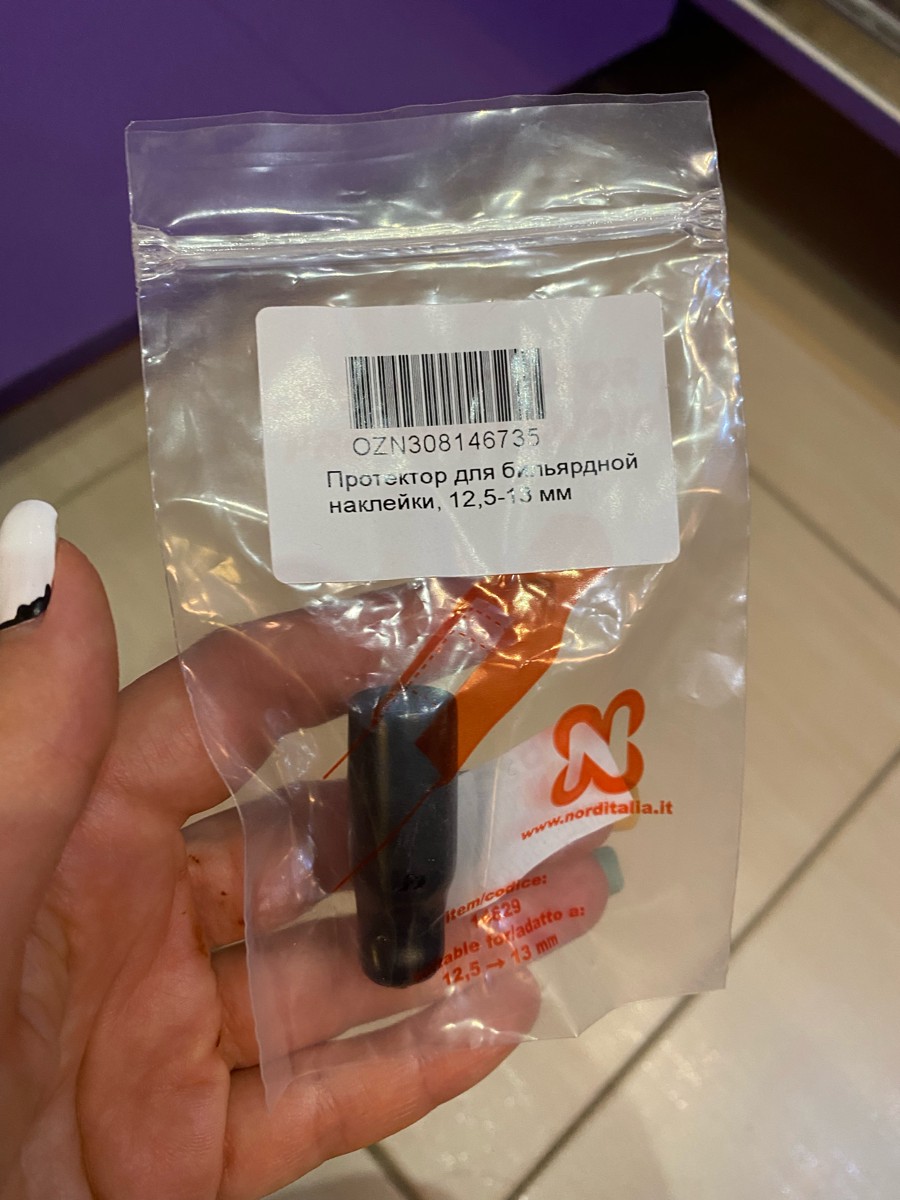 OZN308146735
Протектор для бильярдной
наклейки, 12,5-13 мм
www.norditalia.it
item/codice:
for/adatto a:
12,5 → 13 mm